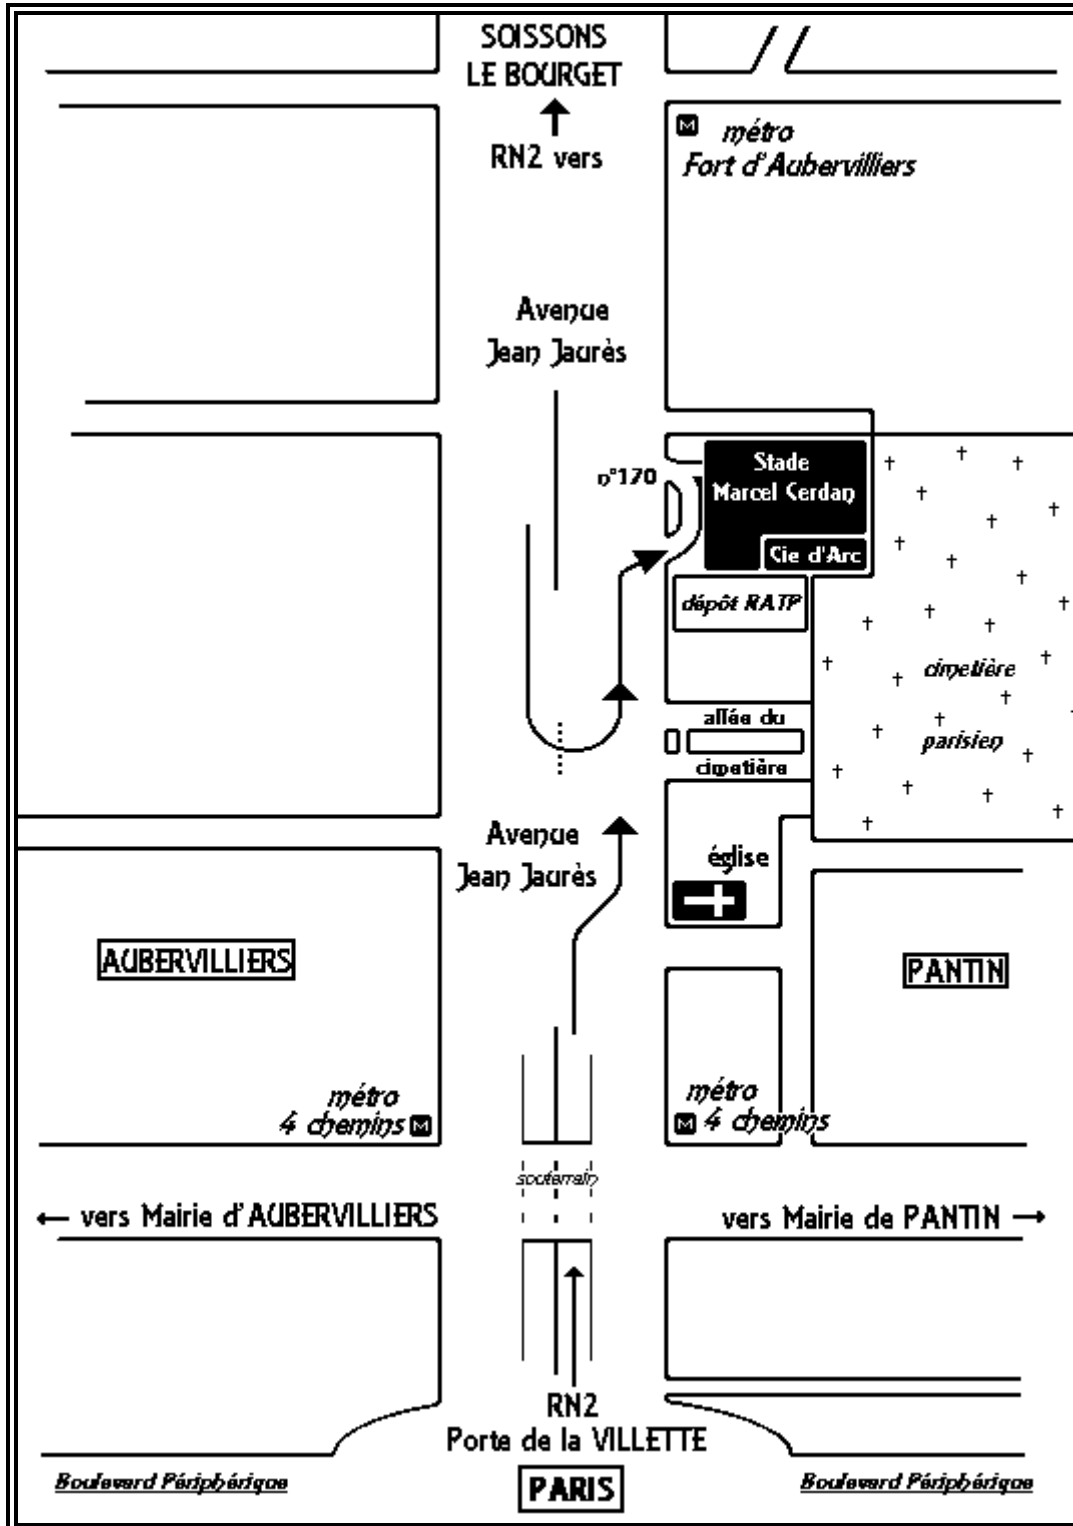 SOISSONS
LE BOURGET
RN2 vers
M métro
Fort d'Aubervilliers
Avenue
Jean Jaurès
n°170
Stade
Marcel Cerdan
Cie d'Arc
dépôt RATP
cimetière
parisien
allée du
cimetière
Avenue
Jean Jaurès
église
AUBERVILLIERS
PANTIN
métro
4 chemins M
métro
M 4 chemins
souterrain
← vers Mairie d'AUBERVILLIERS
vers Mairie de PANTIN →
RN2
Porte de la VILLETTE
Boulevard Périphérique
PARIS
Boulevard Périphérique